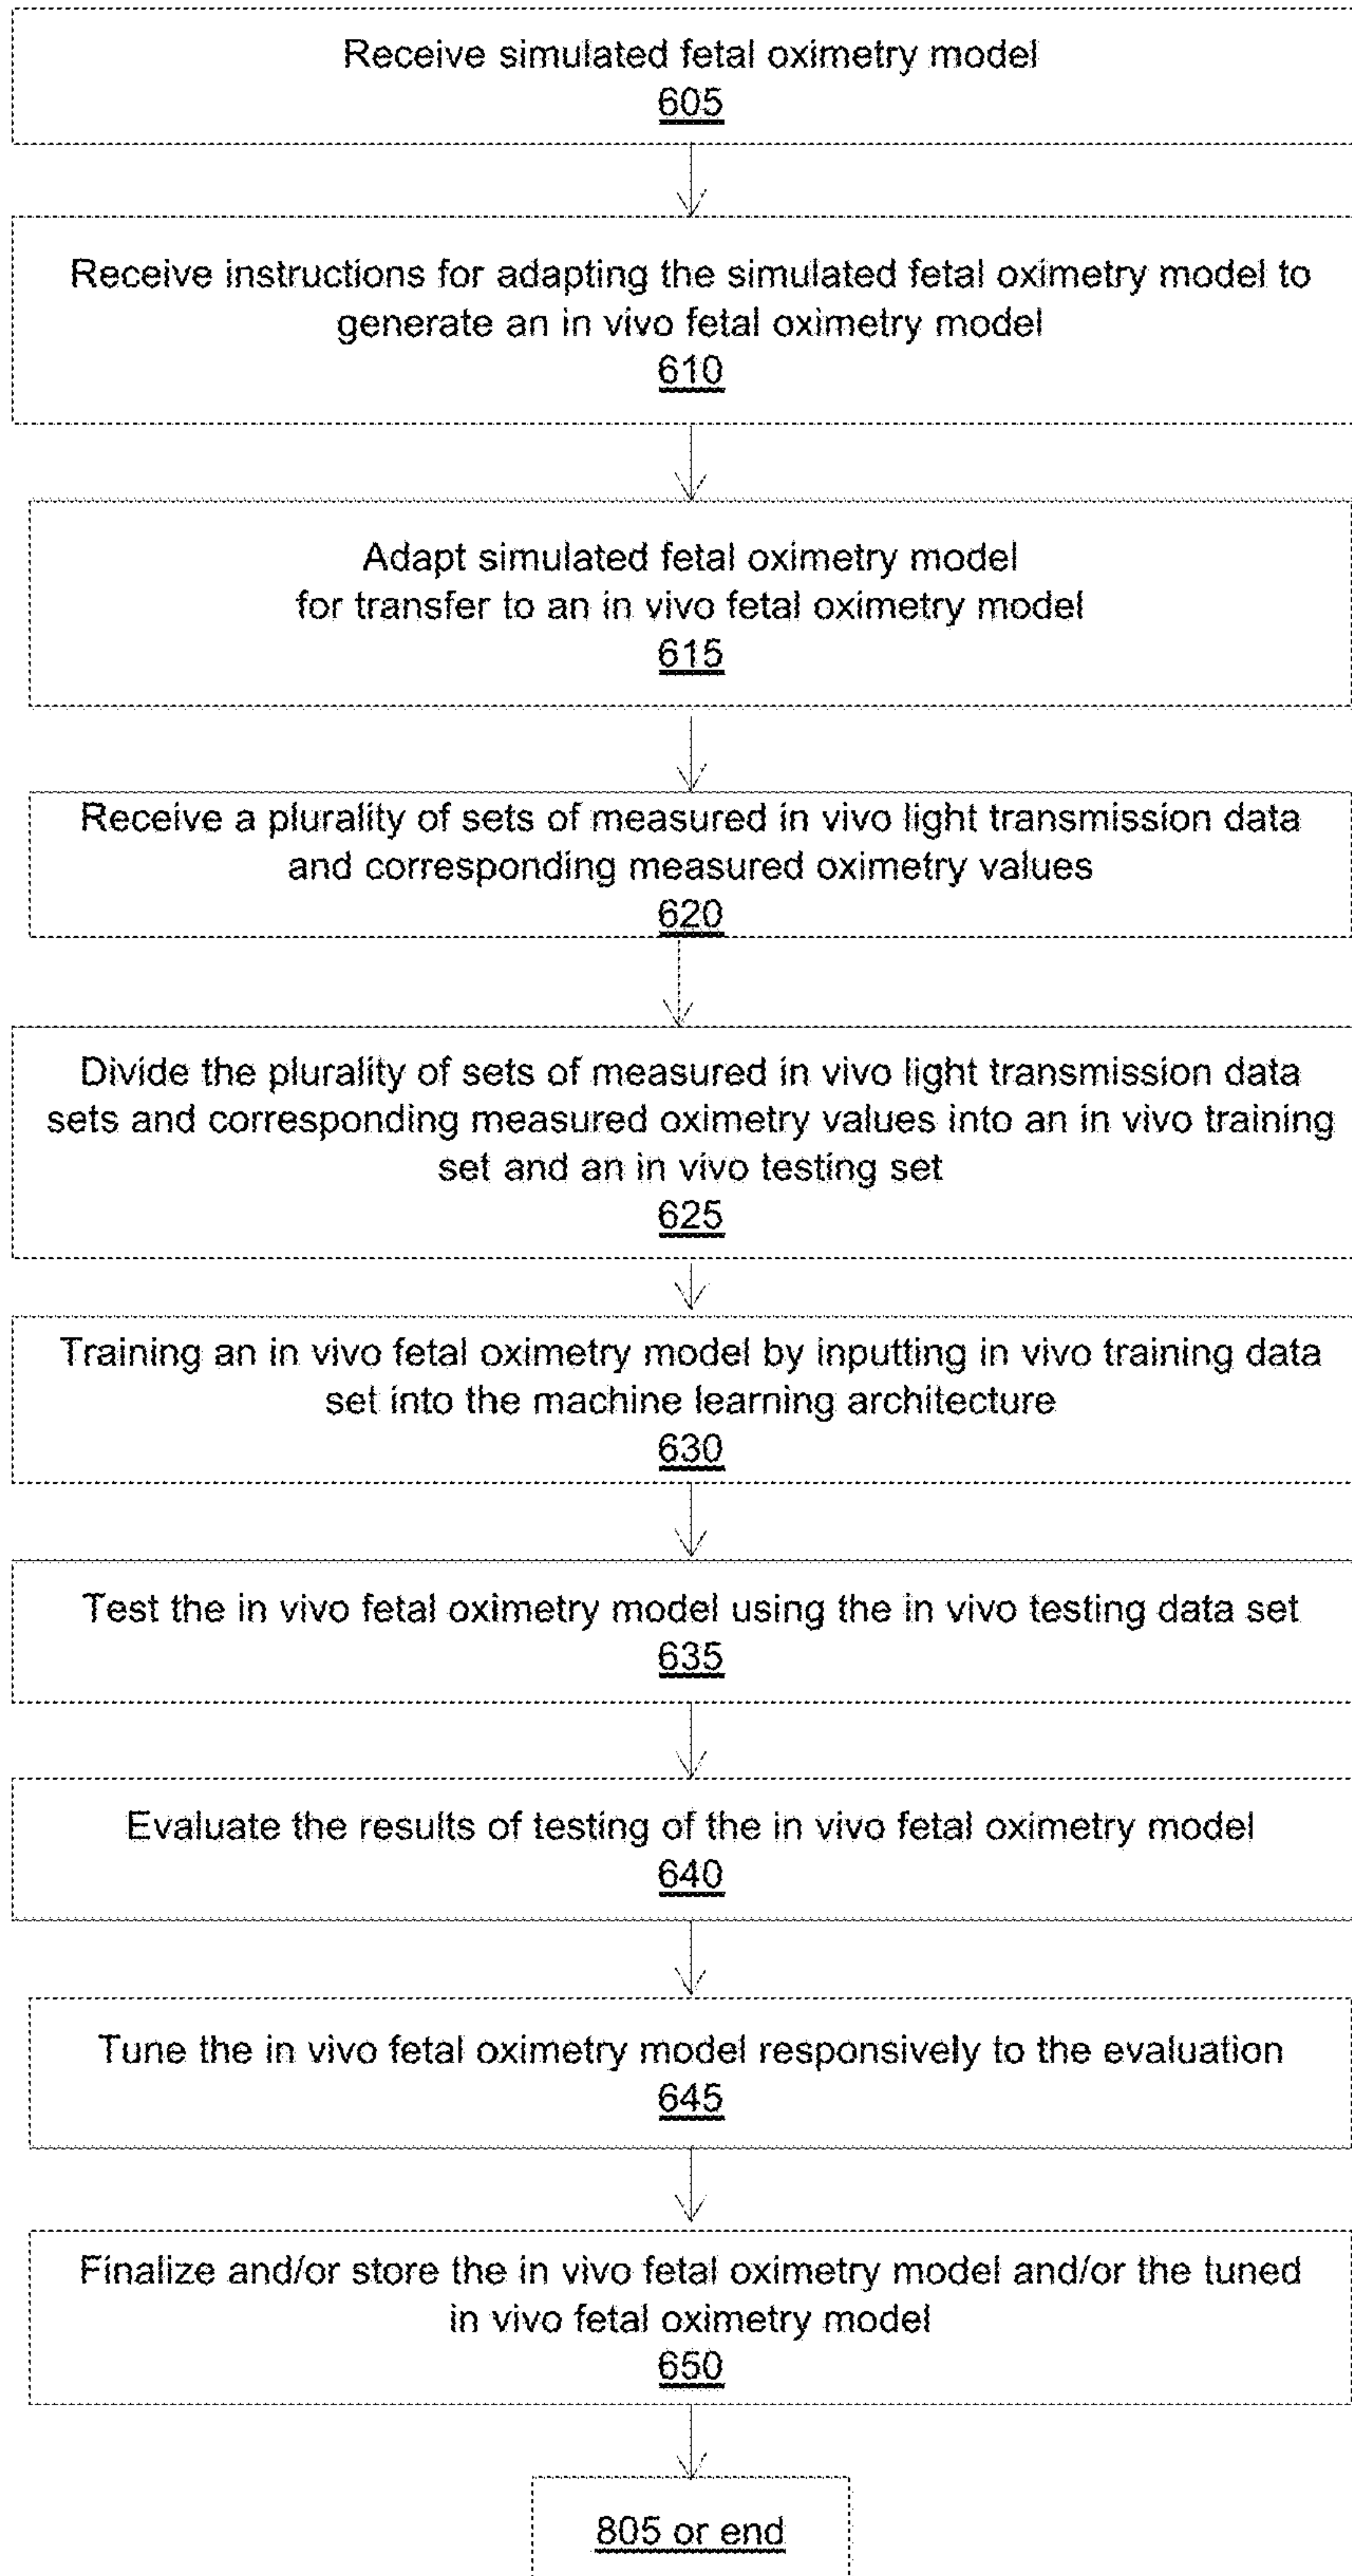 Receive simulated fetal oximetry model
605
Receive instructions for adapting the simulated fetal oximetry model to
generate an in vivo fetal oximetry model
610
Adapt simulated fetal oximetry model
for transfer to an in vivo fetal oximetry model
615
Receive a plurality of sets of measured in vivo light transmission data
and corresponding measured oximetry values
620
Divide the plurality of sets of measured in vivo light transmission data
sets and corresponding measured oximetry values into an in vivo training
set and an in vivo testing set
625
Training an in vivo fetal oximetry model by inputting in vivo training data
set into the machine learning architecture
630
Test the in vivo fetal oximetry model using the in vivo testing data set
635
Evaluate the results of testing of the in vivo fetal oximetry model
640
Tune the in vivo fetal oximetry model responsively to the evaluation
645
Finalize and/or store the in vivo fetal oximetry model and/or the tuned
in vivo fetal oximetry model
650
805 or end